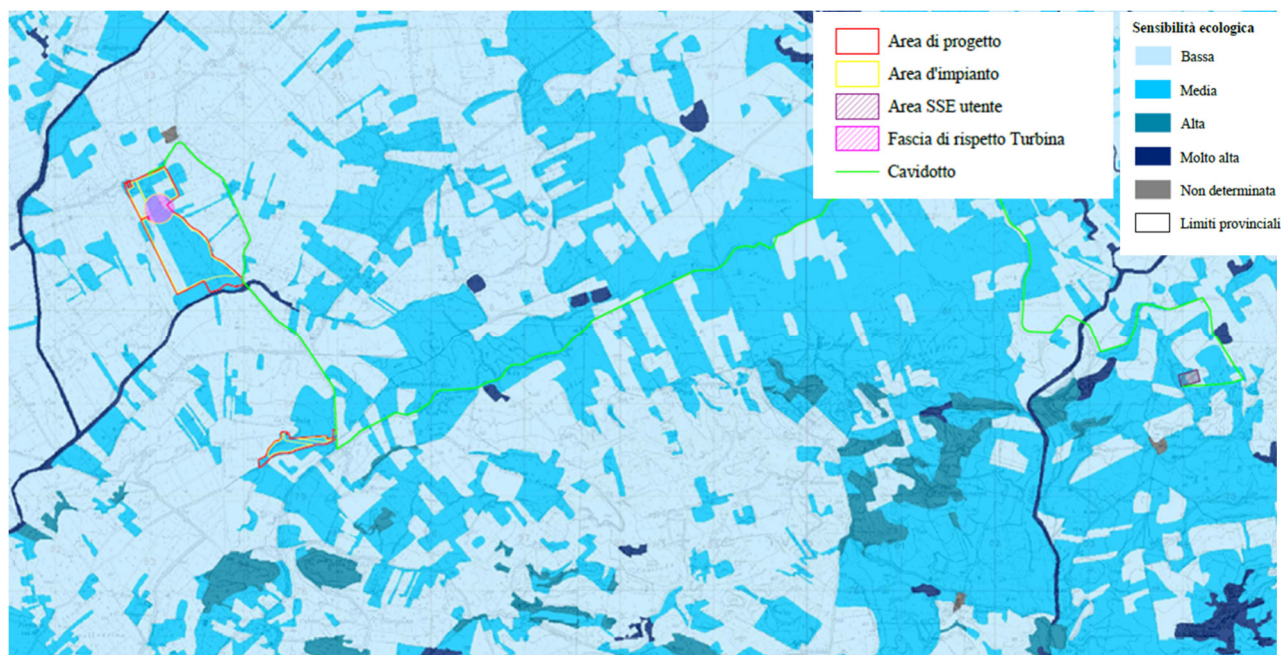 Area di progetto
Area d'impianto
Area SSE utente
Fascia di rispetto Turbina
Cavidotto
Sensibilità ecologica
Bassa
Media
Alta
Molto alta
Non determinata
Limiti provinciali